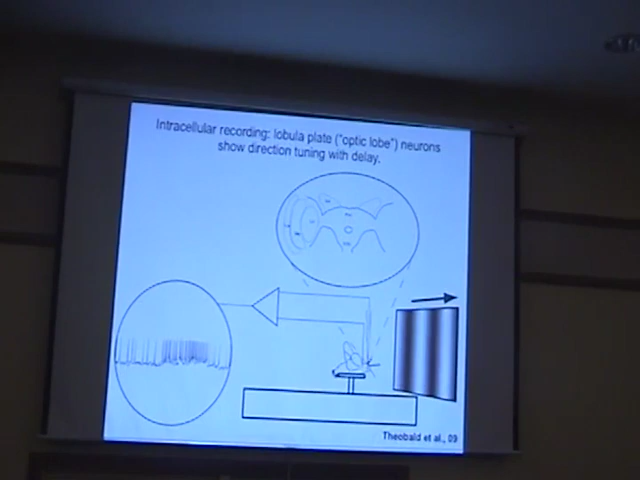 Intracellular recording: lobula plate ("optic lobe") neurons
show direction tuning with delay.
Theobald et al., 09